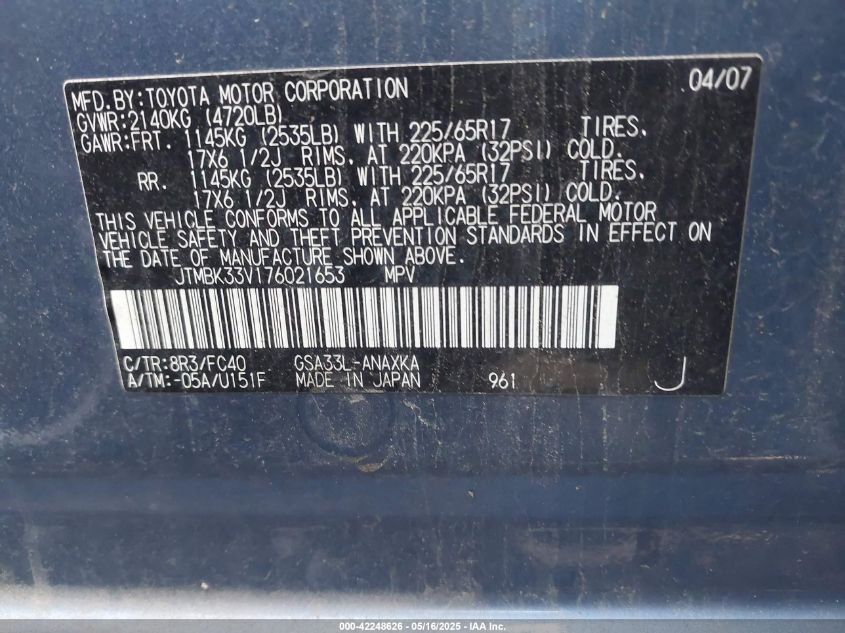 MFD.BY:TOYOTA MOTOR CORPORATION 04/07
GVWR:2140KG (4720LB)
GAWR:FRT. 1145KG (2535LB) WITH 225/65R17 TIRES.
17X6 1/2J RIMS. AT 220KPA (32PSI) COLD.
RR. 1145KG (2535LB) WITH 225/65R17 TIRES.
17X6 1/2J RIMS. AT 220KPA (32PSI) COLD.
THIS VEHICLE CONFORMS TO ALL APPLICABLE FEDERAL MOTOR
VEHICLE SAFETY AND THEFT PREVENTION STANDARDS IN EFFECT ON
THE DATE OF MANUFACTURE SHOWN ABOVE.
JTMBK33V176021653 MPV
C/TR:8R3/FC40 GSA33L-ANAXKA
A/TM:-05A/U151F MADE IN JAPAN 961 J
000-42248626 - 05/16/2025 - IAA Inc.